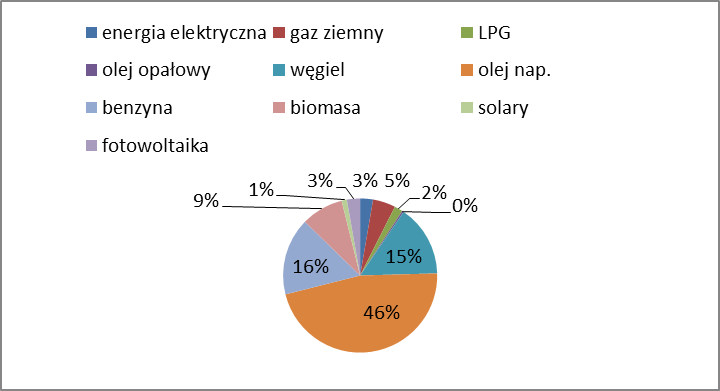 energia elektryczna gaz ziemny LPG
olej opałowy węgiel olej nap.
benzyna biomasa solary
fotowoltaika
3% 3% 5%
1% 2%
9% 0%
15%
16%
46%